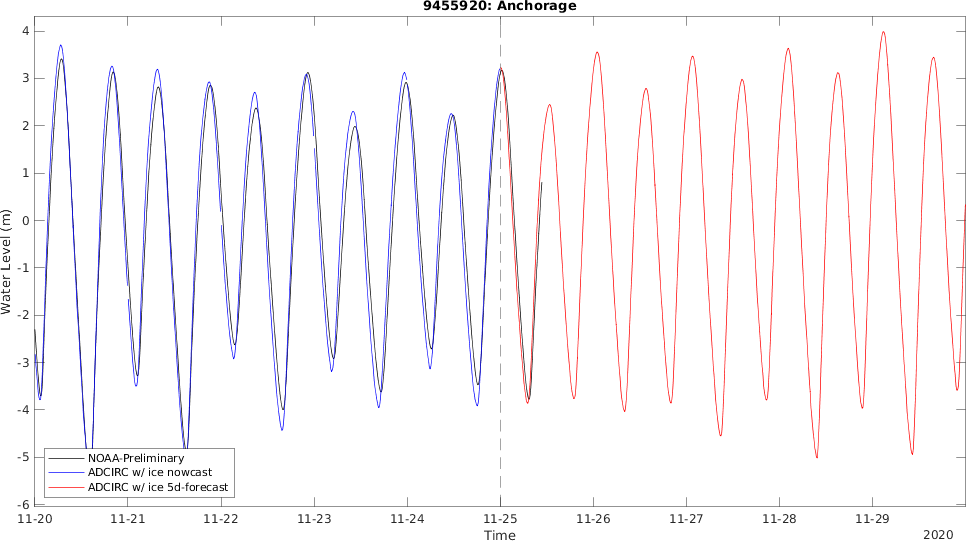 9455920: Anchorage
Water Level (m)
4
3
2
1
0
-1
-2
-3
-4
-5
-6
NOAA-Preliminary
ADCIRC w/ ice nowcast
ADCIRC w/ ice 5d-forecast
11-20 11-21 11-22 11-23 11-24 11-25 11-26 11-27 11-28 11-29
Time
2020